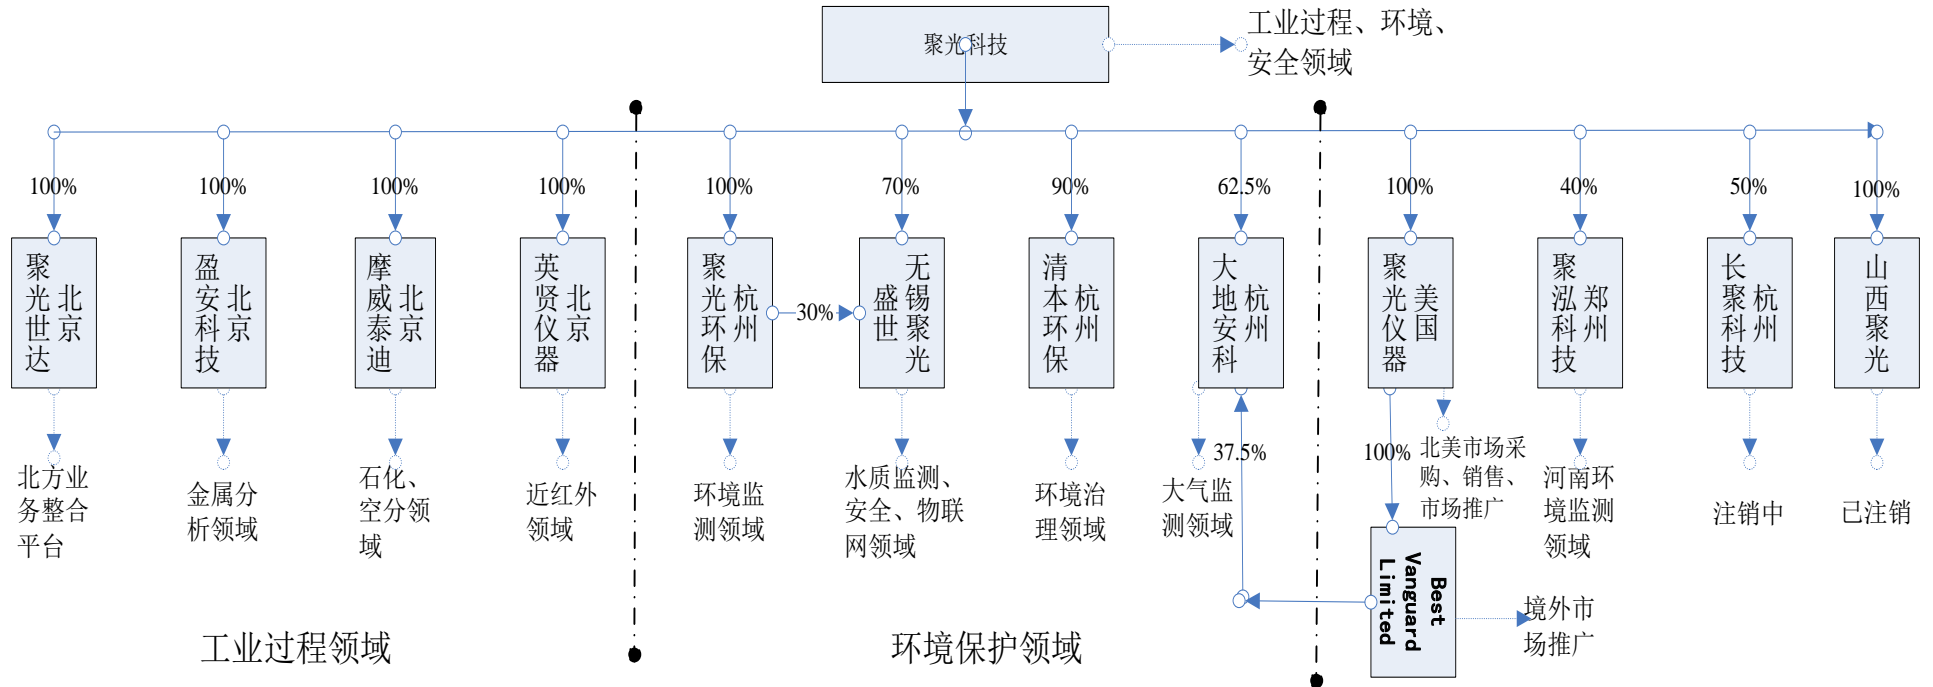 聚光科技
工业过程、环境、
安全领域
100%
100%
100%
100%
100%
70%
90%
62.5%
100%
40%
50%
100%
北京
聚光世达
北京
盈安科技
北京
摩威泰迪
北京
英贤仪器
杭州
聚光环保
30%
无锡聚光
盛世
杭州
清本环保
杭州
大地安科
美国
聚光仪器
郑州
聚泓科技
杭州
长聚科技
山西聚光
北方业
务整合
平台
金属分
析领域
石化、
空分领
域
近红外
领域
环境监
测领域
水质监测、
安全、物联
网领域
环境治
理领域
大气监
测领域
37.5%
100%
北美市场采
购、销售、
市场推广
河南环
境监测
领域
注销中
已注销
Best
Vanguard
Limited
境外市
场推广
工业过程领域
环境保护领域